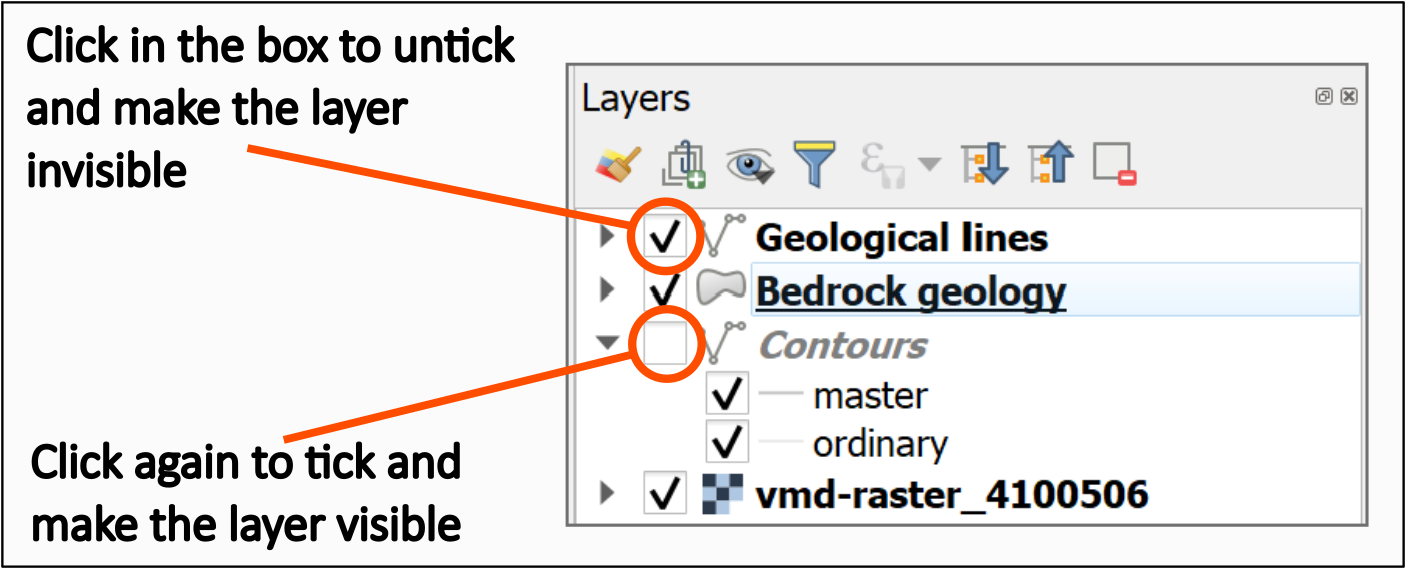 Click in the box to untick
and make the layer
invisible
Layers
Geological lines
Bedrock geology
Contours
master
ordinary
vmd-raster_4100506
Click again to tick and
make the layer visible